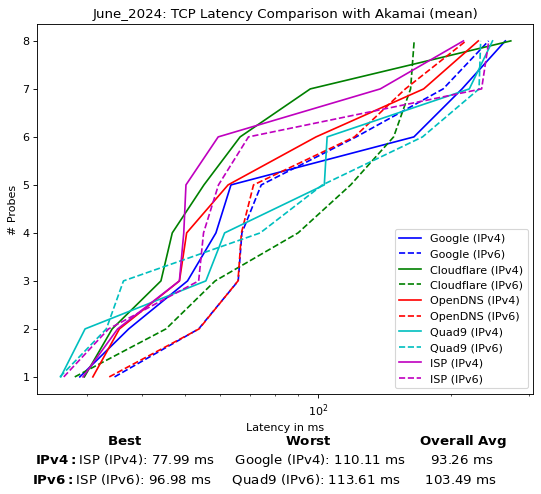 June_2024: TCP Latency Comparison with Akamai (mean)
8
7
6
5
4
3
2
1
# Probes
Google (IPv4)
Google (IPv6)
Cloudflare (IPv4)
Cloudflare (IPv6)
OpenDNS (IPv4)
OpenDNS (IPv6)
Quad9 (IPv4)
Quad9 (IPv6)
ISP (IPv4)
ISP (IPv6)
10²
Latency in ms
Best Worst Overall Avg
IPv4: ISP (IPv4): 77.99 ms Google (IPv4): 110.11 ms 93.26 ms
IPv6: ISP (IPv6): 96.98 ms Quad9 (IPv6): 113.61 ms 103.49 ms